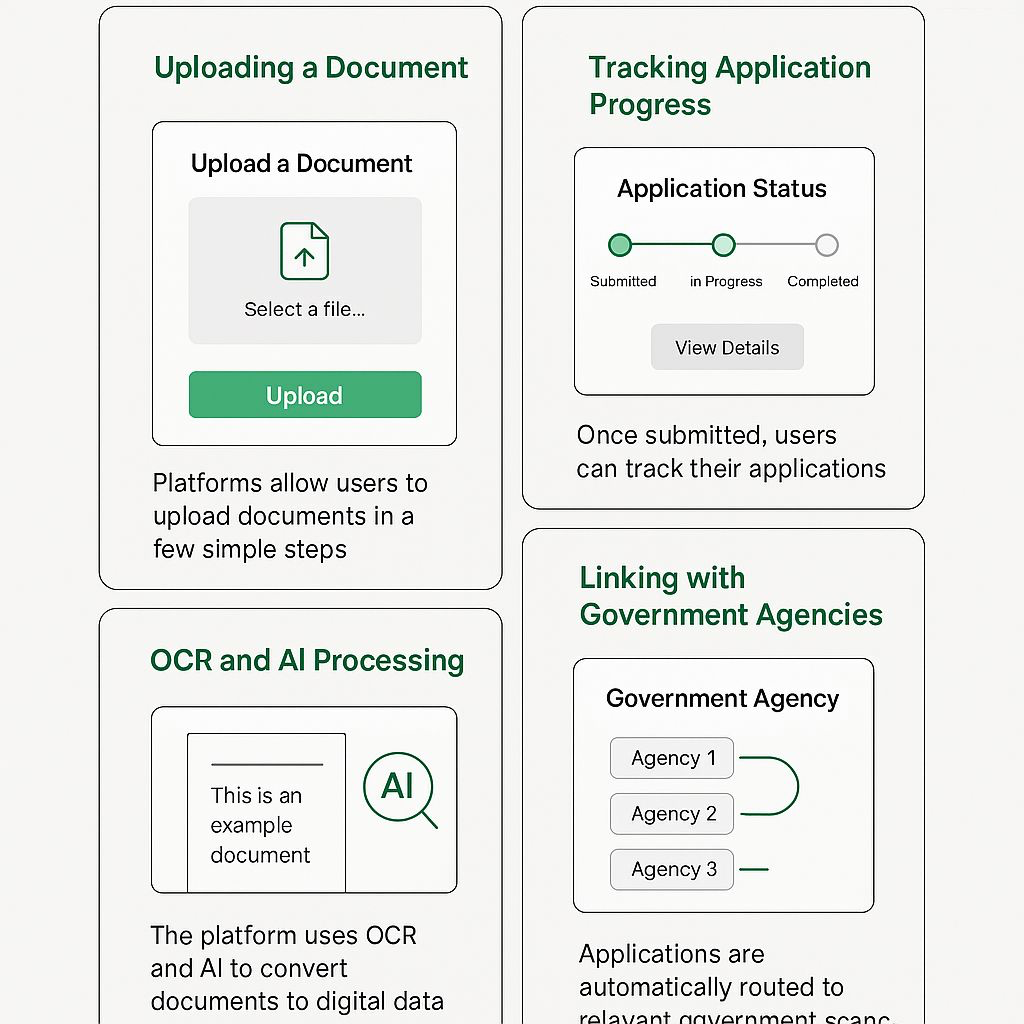 Uploading a Document
Upload a Document
Select a file...
Upload
Platforms allow users to
upload documents in a
few simple steps
Tracking Application
Progress
Application Status
Submitted
in Progress
Completed
View Details
Once submitted, users
can track their applications
OCR and AI Processing
This is an
example
document
AI
The platform uses OCR
and AI to convert
documents to digital data
Linking with
Government Agencies
Government Agency
Agency 1
Agency 2
Agency 3
Applications are
automatically routed to
relavant government